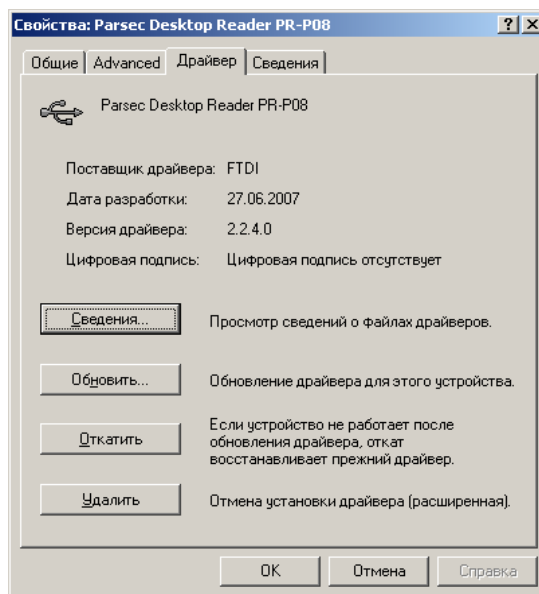 Свойства: Parsec Desktop Reader PR-P08
Общие Advanced Драйвер Сведения
Parsec Desktop Reader PR-P08
Поставщик драйвера: FTDI
Дата разработки: 27.06.2007
Версия драйвера: 2.2.4.0
Цифровая подпись: Цифровая подпись отсутствует
Сведения... Просмотр сведений о файлах драйверов.
Обновить... Обновление драйвера для этого устройства.
Откатить Если устройство не работает после
обновления драйвера, откат
восстанавливает прежний драйвер.
Удалить Отмена установки драйвера (расширенная).
OK Отмена Справка